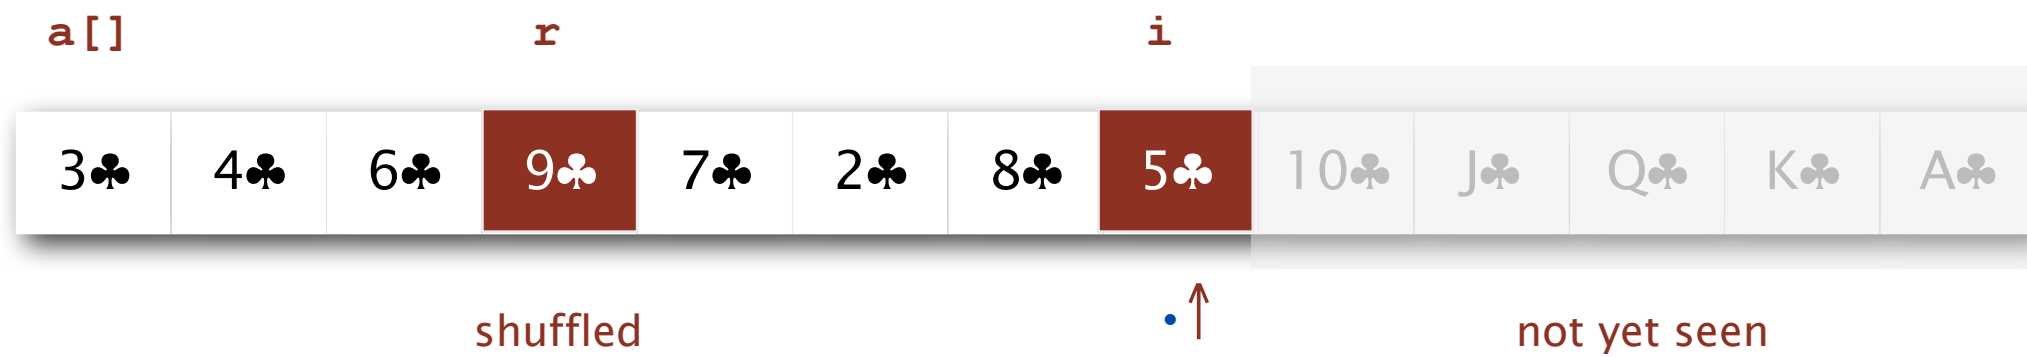 a[] r i
3♣ 4♣ 6♣ 9♣ 7♣ 2♣ 8♣ 5♣ 10♣ J♣ Q♣ K♣ A♣
shuffled • ↑ not yet seen